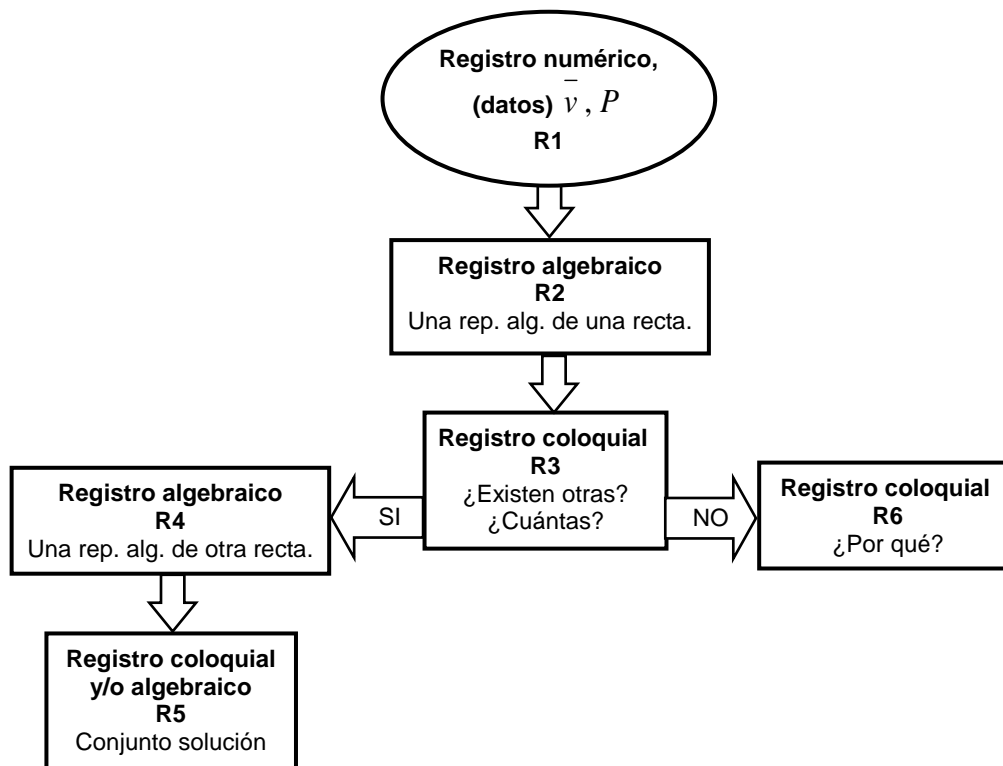 Registro numérico,
(datos) v̄ , P
R1
Registro algebraico
R2
Una rep. alg. de una recta.
Registro coloquial
R3
¿Existen otras?
¿Cuántas?
SI
NO
Registro algebraico
R4
Una rep. alg. de otra recta.
Registro coloquial
R6
¿Por qué?
Registro coloquial
y/o algebraico
R5
Conjunto solución